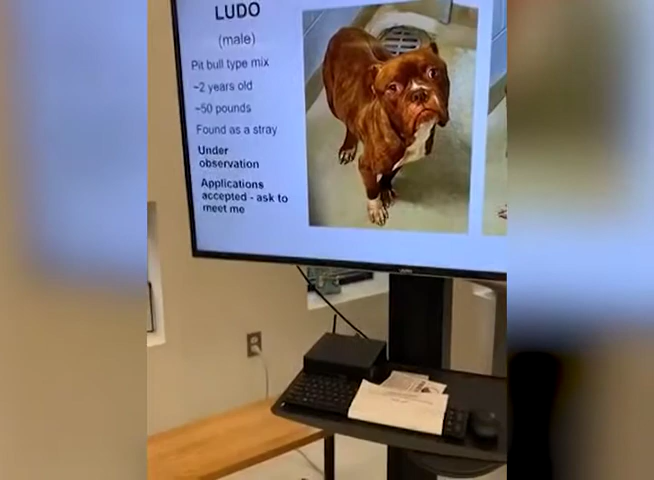 LUDO
(male)
Pit bull type mix
~2 years old
~50 pounds
Found as a stray
Under
observation
Applications
accepted - ask to
meet me